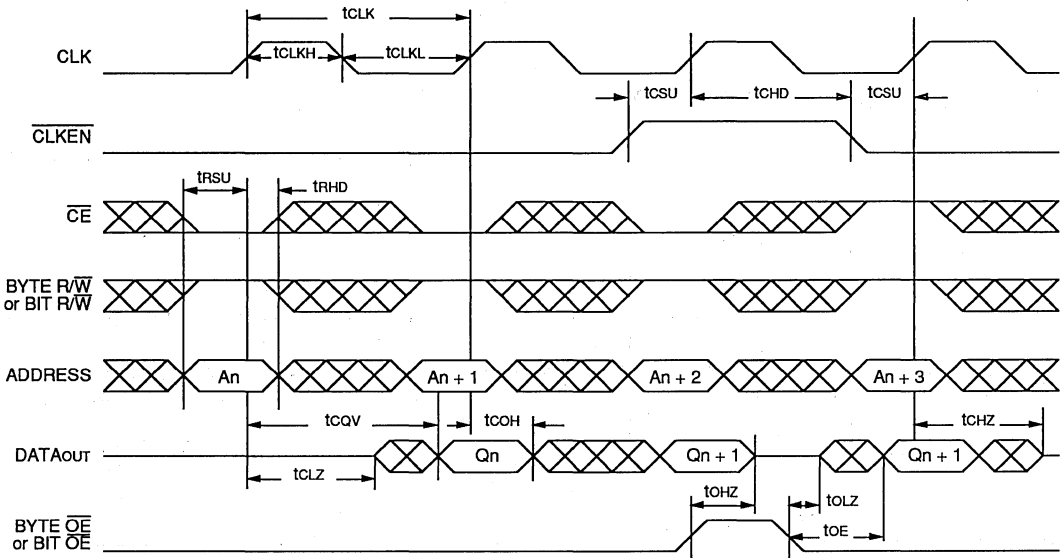 tCLK
CLK
tCLKH
tCLKL
tCSU
tCHD
tCSU
CLKEN
tRSU
tRHD
CE
BYTE R/W
or BIT R/W
ADDRESS
An
An + 1
An + 2
An + 3
tCQV
tCOH
tCHZ
DATAOUT
Qn
Qn + 1
Qn + 1
tCLZ
tOHZ
tOLZ
tOE
BYTE OE
or BIT OE